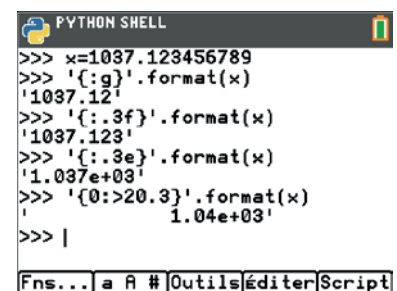 PYTHON SHELL
>>> x=1037.123456789
>>> '{:g}'.format(x)
'1037.12'
>>> '{:.3f}'.format(x)
'1037.123'
>>> '{:.3e}'.format(x)
'1.037e+03'
>>> '{0:>20.3}'.format(x)
'            1.04e+03'
>>> |
Fns... a A # Outils Éditer Script